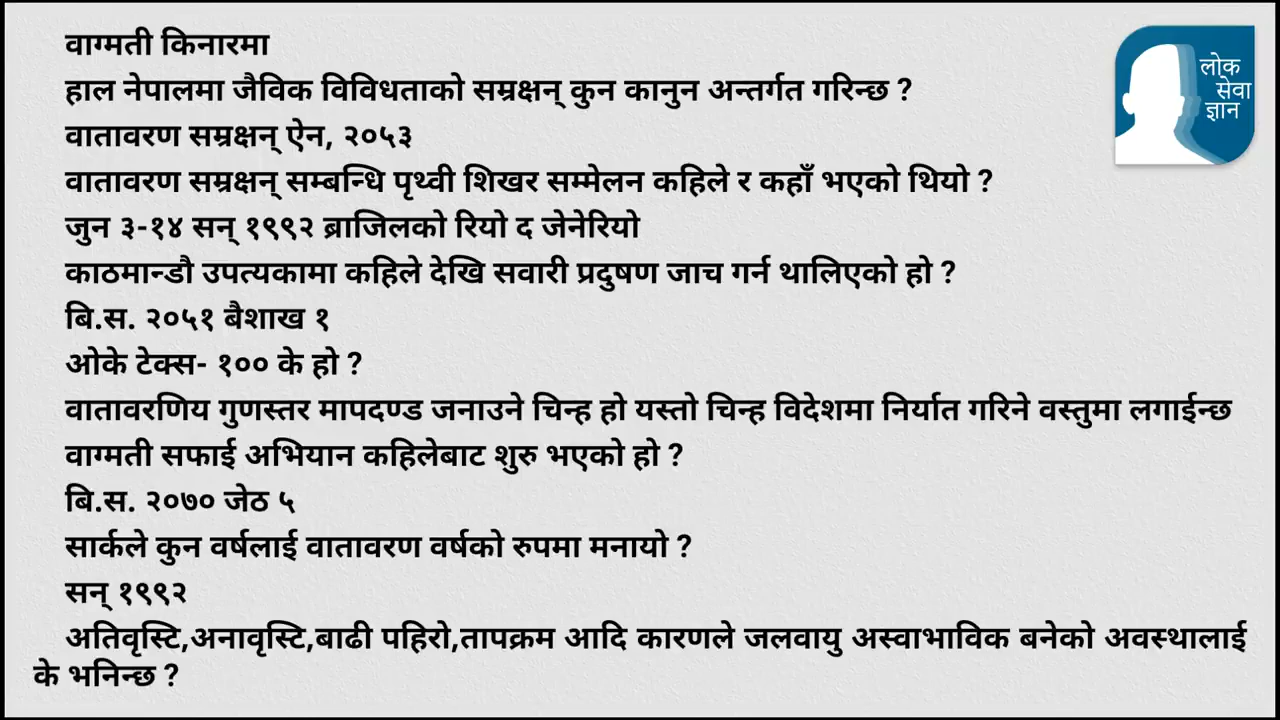 वाग्मती किनारमा
हाल नेपालमा जैविक विविधताको सम्रक्षन् कुन कानुन अन्तर्गत गरिन्छ ?
वातावरण सम्रक्षन् ऐन, २०५३
वातावरण सम्रक्षन् सम्बन्धि पृथ्वी शिखर सम्मेलन कहिले र कहाँ भएको थियो ?
जुन ३-१४ सन् १९९२ ब्राजिलको रियो द जेनेरियो
काठमान्डौ उपत्यकामा कहिले देखि सवारी प्रदुषण जाच गर्न थालिएको हो ?
बि.स. २०५१ बैशाख १
ओके टेक्स- १०० के हो ?
वातावरणिय गुणस्तर मापदण्ड जनाउने चिन्ह हो यस्तो चिन्ह विदेशमा निर्यात गरिने वस्तुमा लगाईन्छ
वाग्मती सफाई अभियान कहिलेबाट शुरु भएको हो ?
बि.स. २०७० जेठ ५
सार्कले कुन वर्षलाई वातावरण वर्षको रुपमा मनायो ?
सन् १९९२
अतिवृस्टि,अनावृस्टि,बाढी पहिरो,तापक्रम आदि कारणले जलवायु अस्वाभाविक बनेको अवस्थालाई
के भनिन्छ ?
लोक
सेवा
ज्ञान